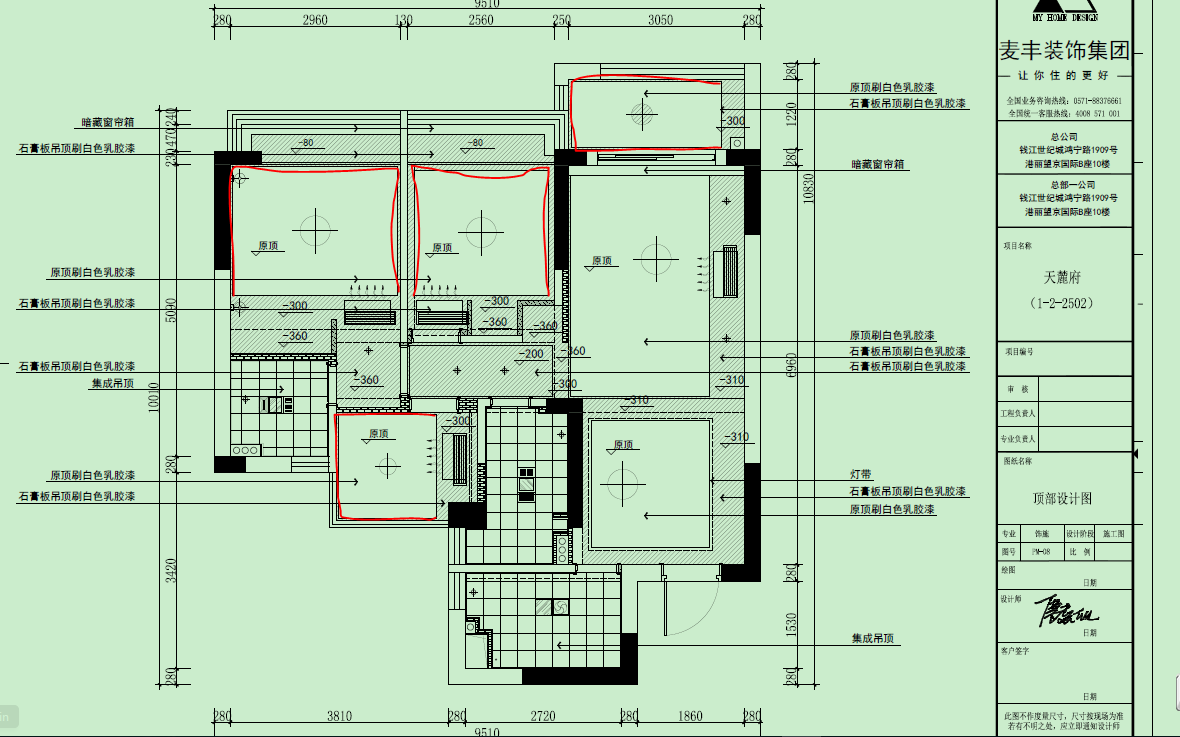 9510
280
2960
130
2560
250
3050
280
MY HOME DESIGN
麦丰装饰集团
让你住的更好
全国业务咨询热线: 0571-88376661
全国统一客服热线: 4008 571 001
总公司
钱江世纪城鸿宁路1909号
港丽望京国际B座10楼
总部一公司
钱江世纪城鸿宁路1909号
港丽望京国际B座10楼
项目名称
天麓府
(1-2-2502)
项目编号
审 核
工程负责人
专业负责人
图纸名称
顶部设计图
专业
饰施
设计阶段
施工图
图号
PM-08
比 例
绘图
日期
设计师
日期
客户签字
日期
此图不作度量尺寸, 尺寸按现场为准
若有不明之处, 应立即通知设计师
原顶刷白色乳胶漆
石膏板吊顶刷白色乳胶漆
暗藏窗帘箱
原顶刷白色乳胶漆
石膏板吊顶刷白色乳胶漆
石膏板吊顶刷白色乳胶漆
灯带
石膏板吊顶刷白色乳胶漆
原顶刷白色乳胶漆
集成吊顶
暗藏窗帘箱
石膏板吊顶刷白色乳胶漆
原顶刷白色乳胶漆
石膏板吊顶刷白色乳胶漆
石膏板吊顶刷白色乳胶漆
集成吊顶
原顶刷白色乳胶漆
石膏板吊顶刷白色乳胶漆
240
470
230
5090
10010
280
3420
280
280
1220
280
10830
6960
280
1530
280
-300
-80
-80
原顶
原顶
原顶
-300
-300
-360
-360
-360
-200
-360
-360
-300
-310
-310
-300
-310
原顶
原顶
280
3810
280
2720
280
1860
280
9510